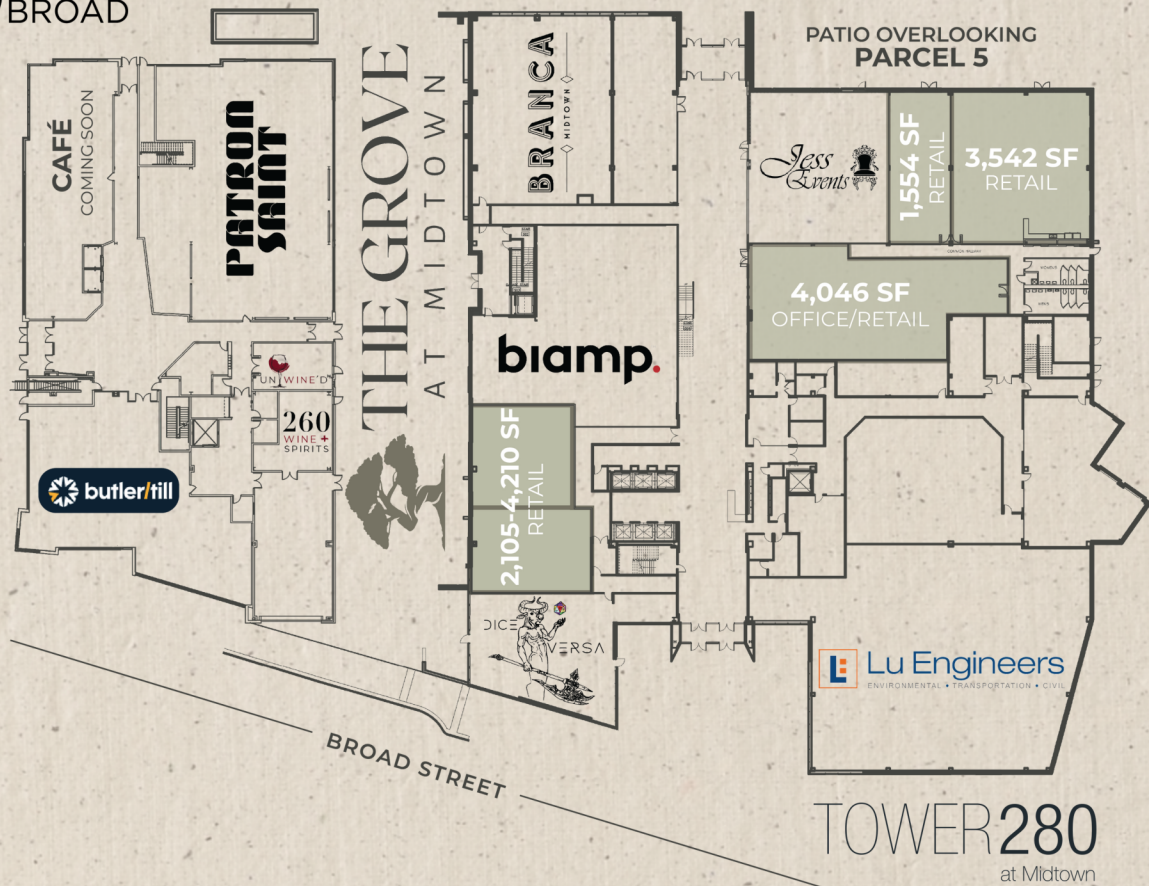 /BROAD
PATIO OVERLOOKING
PARCEL 5
CAFÉ
COMING SOON
PATRON
SAINT
THE GROVE
AT MIDTOWN
BRANCA
MIDTOWN
Jess
Events
1,554 SF
RETAIL
3,542 SF
RETAIL
4,046 SF
OFFICE/RETAIL
biamp.
UNWINE'D
260
WINE +
SPIRITS
butler/till
2,105-4,210 SF
RETAIL
DICE
VERSA
Lu Engineers
ENVIRONMENTAL • TRANSPORTATION • CIVIL
BROAD STREET
TOWER 280
at Midtown